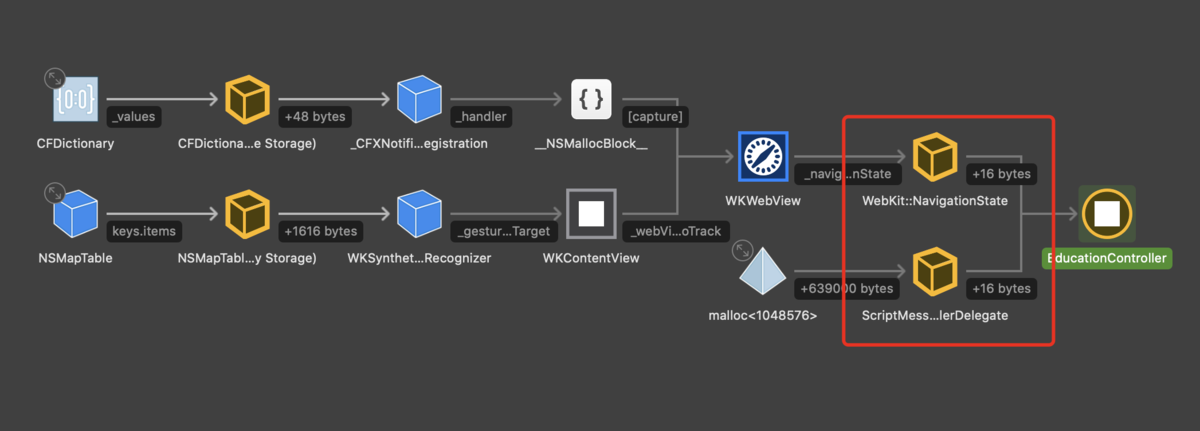 {0:0}
_values
+48 bytes
_handler
{ }
[capture]
CFDictionary
CFDictiona...e Storage)
_CFXNotifi...egistration
__NSMallocBlock__
_navig...nState
+16 bytes
WKWebView
WebKit::NavigationState
keys.items
+1616 bytes
_gestur...Target
_webVi...oTrack
NSMapTable
NSMapTabl...y Storage)
WKSynthet...Recognizer
WKContentView
EducationController
+639000 bytes
+16 bytes
malloc<1048576>
ScriptMess...lerDelegate